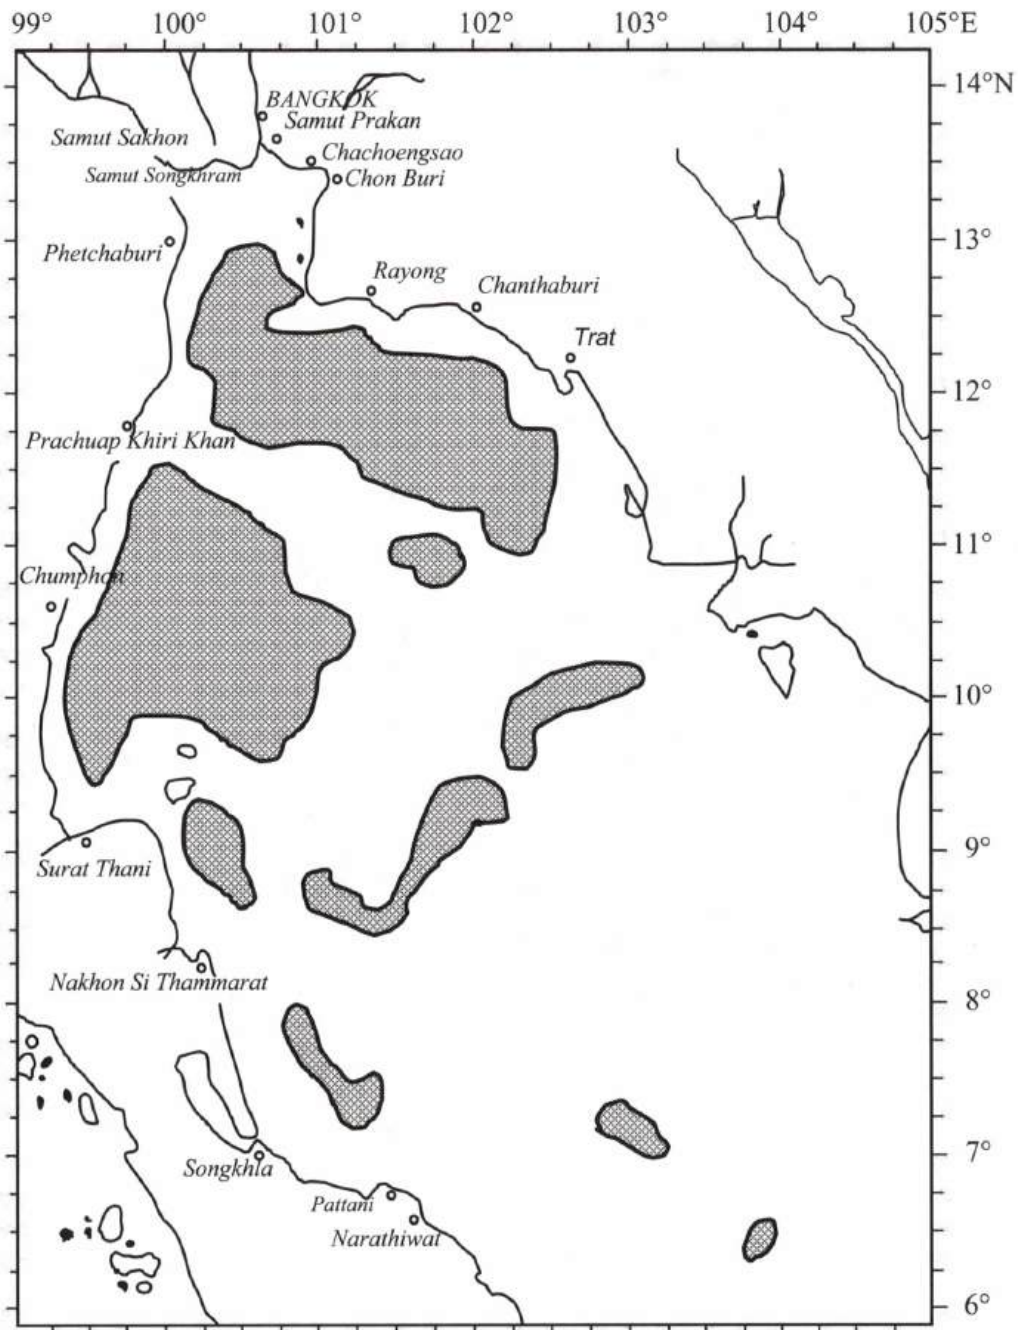 99° 100° 101° 102° 103° 104° 105°E
14°N
BANGKOK
Samut Prakan
Samut Sakhon
Chachoengsao
Samut Songkhram
Chon Buri
13°
Phetchaburi
Rayong
Chanthaburi
Trat
12°
Prachuap Khiri Khan
11°
Chumphon
10°
9°
Surat Thani
8°
Nakhon Si Thammarat
7°
Songkhla
Pattani
Narathiwat
6°